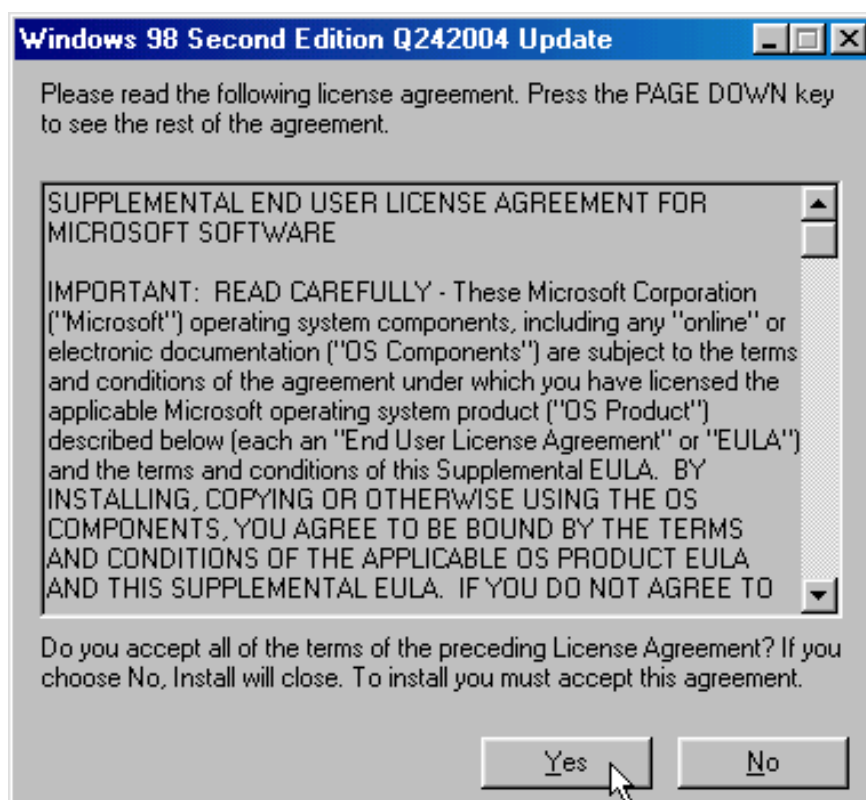 Windows 98 Second Edition Q242004 Update
Please read the following license agreement. Press the PAGE DOWN key
to see the rest of the agreement.
SUPPLEMENTAL END USER LICENSE AGREEMENT FOR
MICROSOFT SOFTWARE
IMPORTANT:  READ CAREFULLY - These Microsoft Corporation
("Microsoft") operating system components, including any "online" or
electronic documentation ("OS Components") are subject to the terms
and conditions of the agreement under which you have licensed the
applicable Microsoft operating system product ("OS Product")
described below (each an "End User License Agreement" or "EULA")
and the terms and conditions of this Supplemental EULA.  BY
INSTALLING, COPYING OR OTHERWISE USING THE OS
COMPONENTS, YOU AGREE TO BE BOUND BY THE TERMS
AND CONDITIONS OF THE APPLICABLE OS PRODUCT EULA
AND THIS SUPPLEMENTAL EULA.  IF YOU DO NOT AGREE TO
Do you accept all of the terms of the preceding License Agreement? If you
choose No, Install will close. To install you must accept this agreement.
Yes No